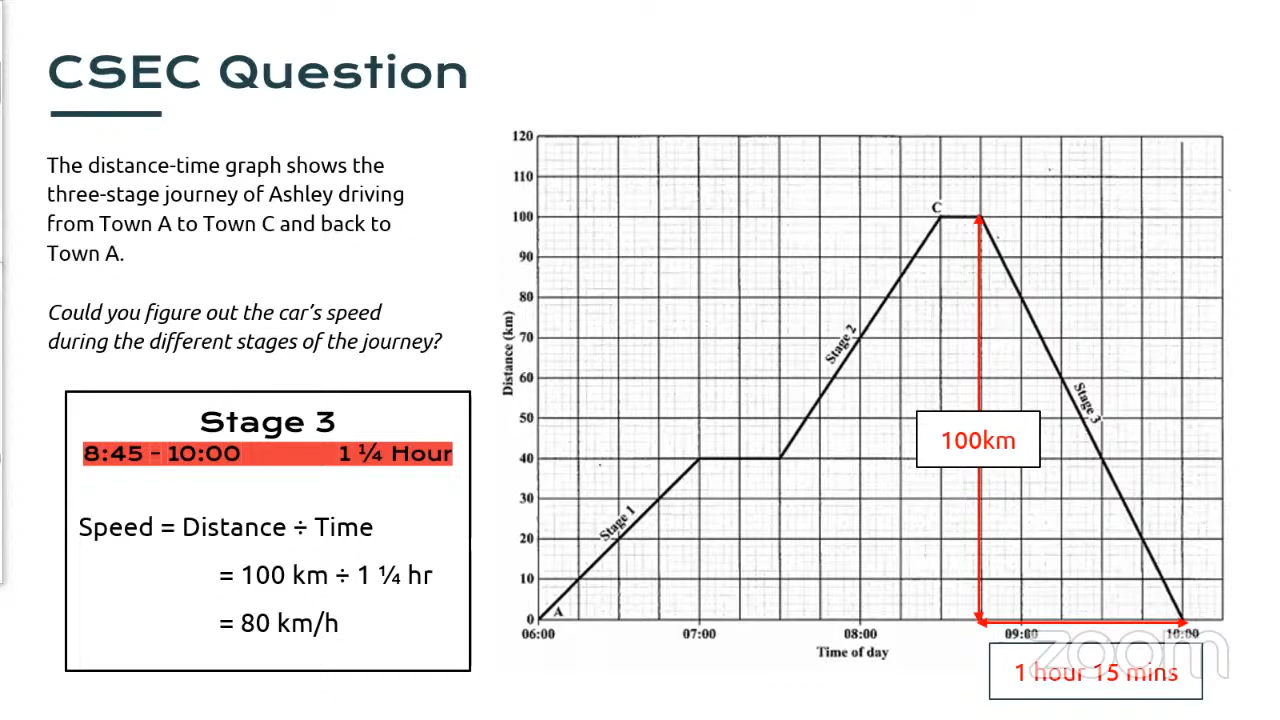 CSEC Question
The distance-time graph shows the
three-stage journey of Ashley driving
from Town A to Town C and back to
Town A.
Could you figure out the car's speed
during the different stages of the journey?
Stage 3
8:45 - 10:00 1 ¼ Hour
Speed = Distance ÷ Time
= 100 km ÷ 1 ¼ hr
= 80 km/h
120
110
100
90
80
70
60
50
40
30
20
10
0
Distance (km)
A
Stage 1
Stage 2
C
Stage 3
100km
06:00 07:00 08:00 09:00 10:00
Time of day
1 hour 15 mins
zoom